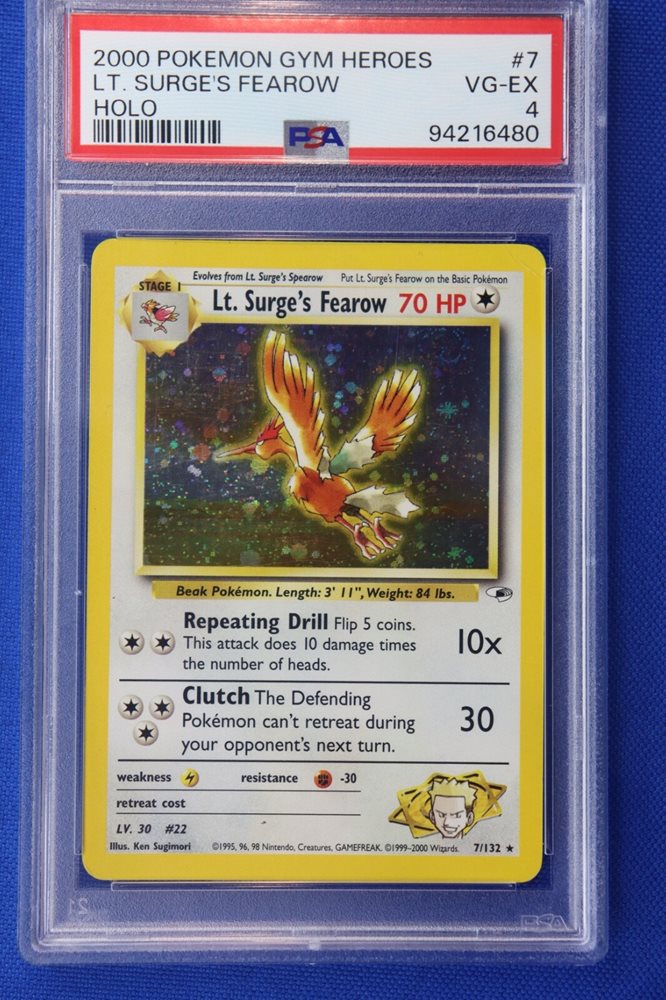 2000 POKEMON GYM HEROES #7
LT. SURGE'S FEAROW VG-EX
HOLO 4
PSA 94216480
Evolves from Lt. Surge's Spearow Put Lt. Surge's Fearow on the Basic Pokémon
STAGE 1
Lt. Surge's Fearow 70 HP
Beak Pokémon. Length: 3' 11", Weight: 84 lbs.
Repeating Drill Flip 5 coins.
This attack does 10 damage times 10x
the number of heads.
Clutch The Defending
Pokémon can't retreat during 30
your opponent's next turn.
weakness resistance -30
retreat cost
LV. 30 #22
Illus. Ken Sugimori ©1995, 96, 98 Nintendo, Creatures, GAMEFREAK. ©1999-2000 Wizards. 7/132 ★
PSA